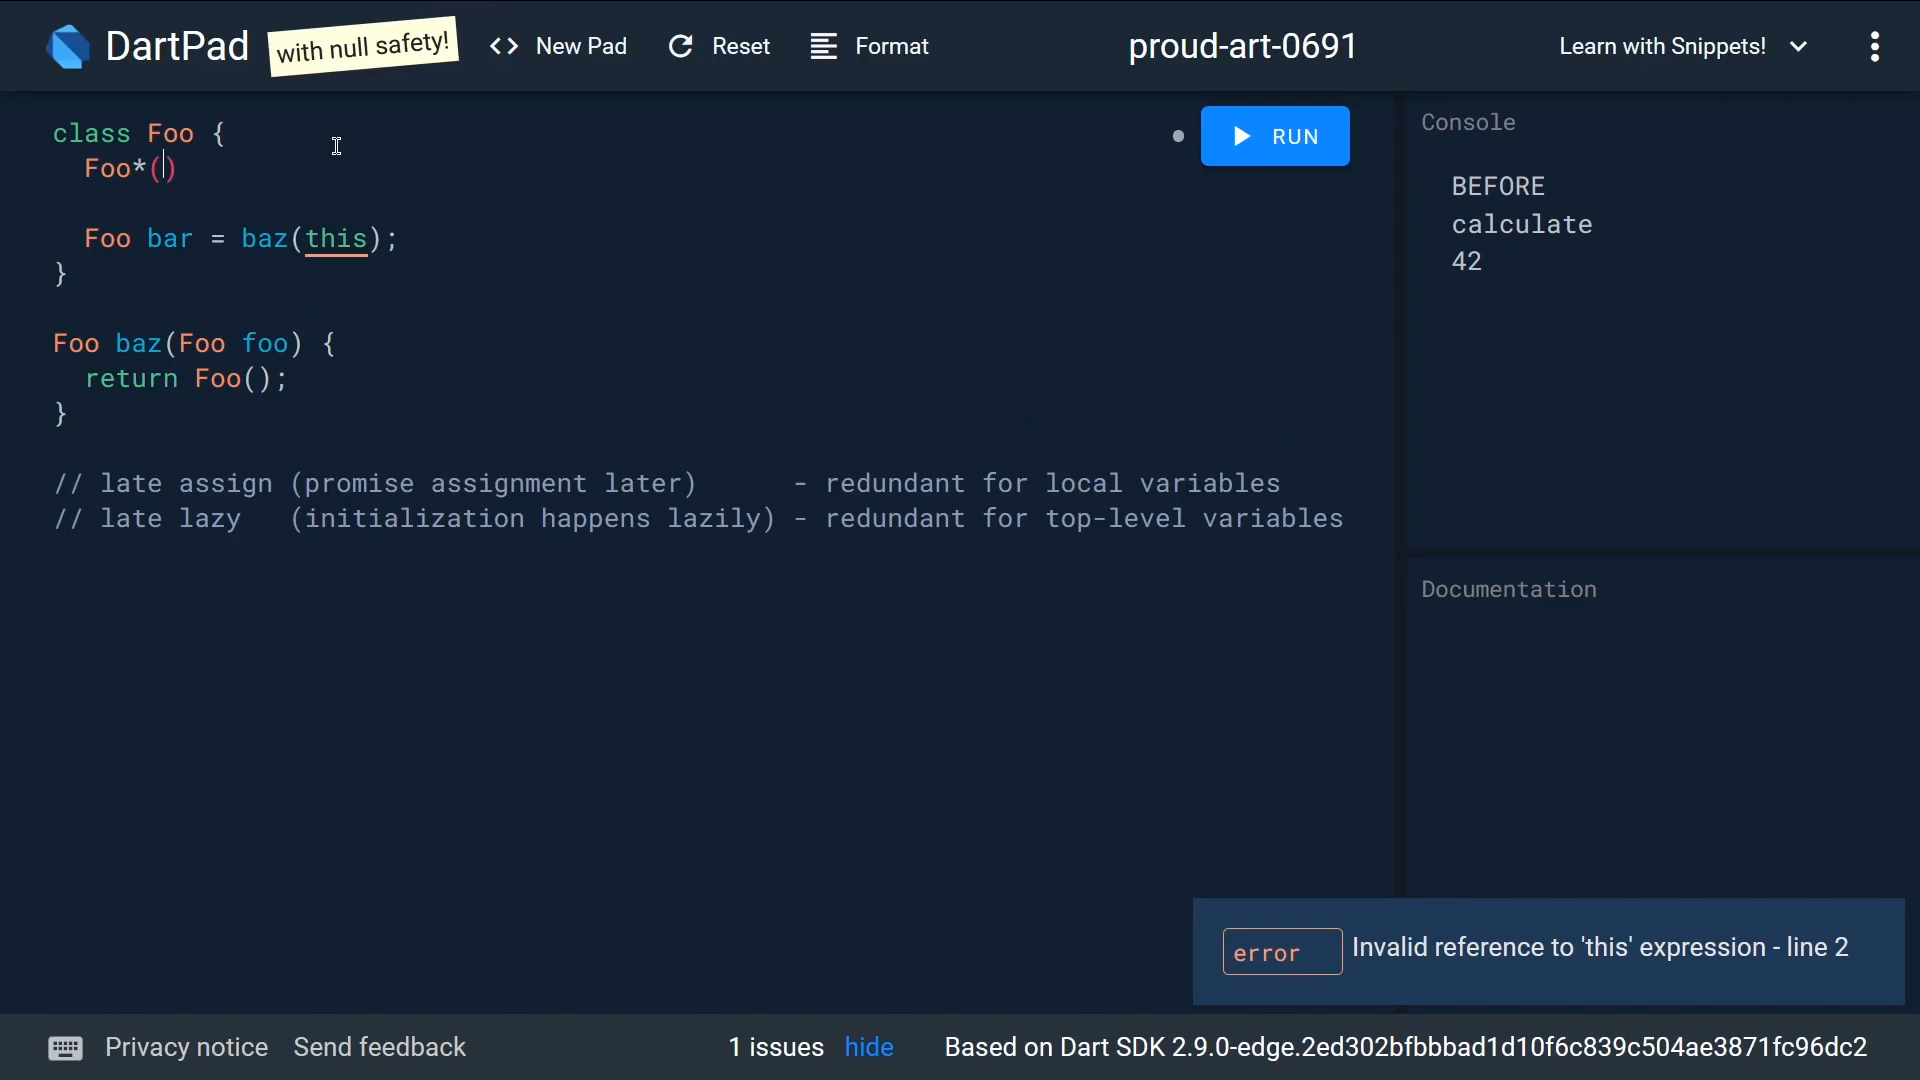 DartPad with null safety! <> New Pad Reset Format proud-art-0691 Learn with Snippets!
class Foo {
Foo*()
Foo bar = baz(this);
}
Foo baz(Foo foo) {
return Foo();
}
// late assign (promise assignment later) - redundant for local variables
// late lazy (initialization happens lazily) - redundant for top-level variables
RUN
Console
BEFORE
calculate
42
Documentation
error Invalid reference to 'this' expression - line 2
Privacy notice Send feedback 1 issues hide Based on Dart SDK 2.9.0-edge.2ed302bfbbbad1d10f6c839c504ae3871fc96dc2